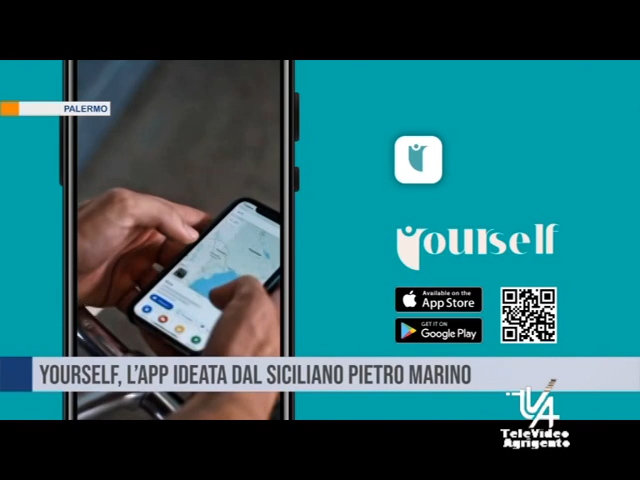 PALERMO
yourself
Available on the
App Store
GET IT ON
Google Play
YOURSELF, L'APP IDEATA DAL SICILIANO PIETRO MARINO
TVA
TeleVideo
Agrigento